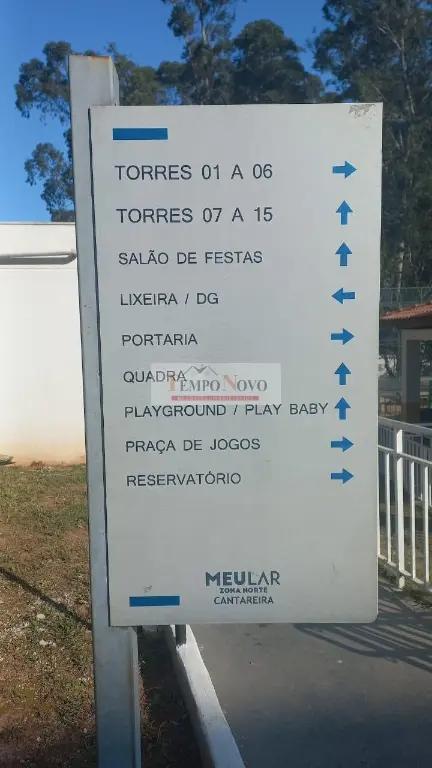 TORRES 01 A 06
TORRES 07 A 15
SALÃO DE FESTAS
LIXEIRA / DG
PORTARIA
QUADRA
TEMPO NOVO
PLAYGROUND / PLAY BABY
PRAÇA DE JOGOS
RESERVATÓRIO
MEULAR
ZONA NORTE
CANTAREIRA